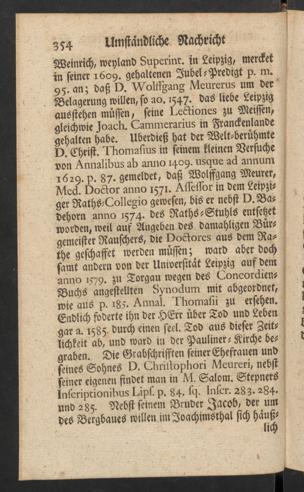 354 Umständliche Nachricht
Weinrich, weyland Superint. in Leipzig, mercket
in seiner 1609. gehaltenen Jubel-Predigt p. m.
95. an; daß D. Wolffgang Meurerus um der
Belagerung willen, so ao. 1547. das liebe Leipzig
ausstehen müssen, seine Lectiones zu Meissen,
gleichwie Joach. Cammerarius in Franckenlande
gehalten habe. Uberdieß hat der Welt-berühmte
D. Christ. Thomasius in seinem kleinen Versuche
von Annalibus ab anno 1409. usque ad annum
1629. p. 87. gemeldet, daß Wolffgang Meurer,
Med. Doctor anno 1571. Assessor in dem Leipzi-
ger Raths-Collegio gewesen, bis er nebst D. Ba-
dehorn anno 1574. des Raths-Stuhls entsetzet
worden, weil auf Angeben des damahligen Bür-
gemeister Rauschers, die Doctores aus dem Ra-
the geschaffet werden müssen; ward aber doch
samt andern von der Universität Leipzig auf dem
anno 1579. zu Torgau wegen des Concordien-
Buchs angestellten Synodum mit abgeordnet,
wie aus p. 185. Annal. Thomasii zu ersehen.
Endlich foderte ihn der HErr über Tod und Leben
gar a. 1585. durch einen seel. Tod aus dieser Zeit-
lichkeit ab, und ward in der Pauliner-Kirche be-
graben. Die Grabschrifften seiner Ehefrauen und
seines Sohnes D. Christophori Meureri, nebst
seiner eigenen findet man in M. Salom. Stepners
Inscriptionibus Lips. p. 84. sq. Inscr. 283. 284.
und 285. Nebst seinem Bruder Jacob, der um
des Bergbaues willen im Joachimsthal sich häuß-
lich